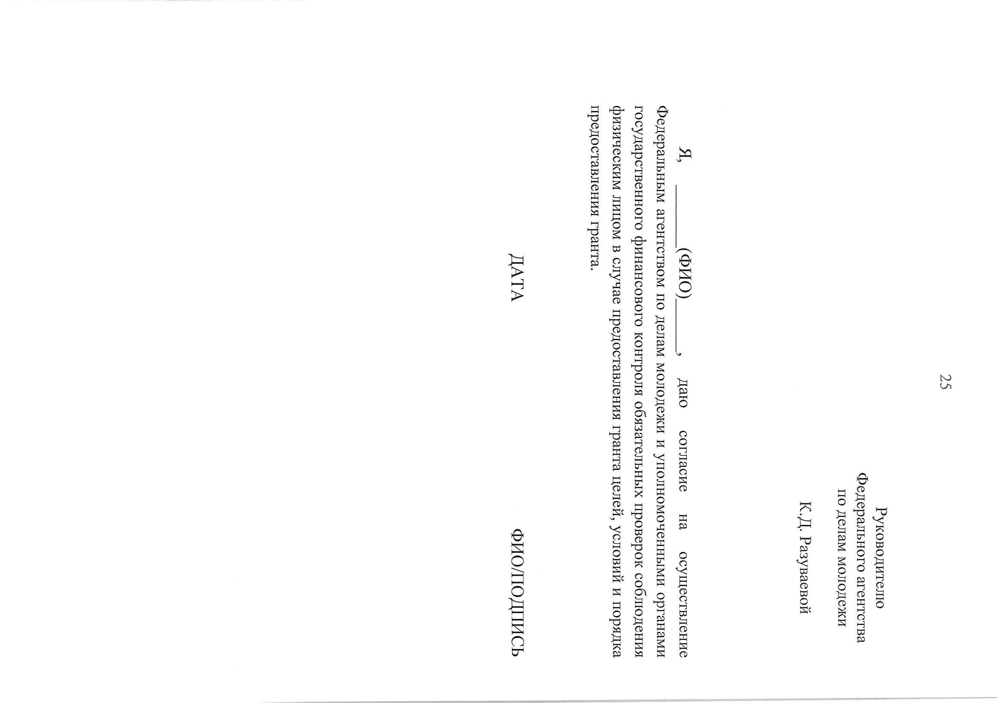 25
Руководителю
Федерального агентства
по делам молодежи
К.Д. Разуваевой
Я, ________(ФИО)_______, даю согласие на осуществление
Федеральным агентством по делам молодежи и уполномоченными органами
государственного финансового контроля обязательных проверок соблюдения
физическим лицом в случае предоставления гранта целей, условий и порядка
предоставления гранта.
ДАТА ФИО/ПОДПИСЬ